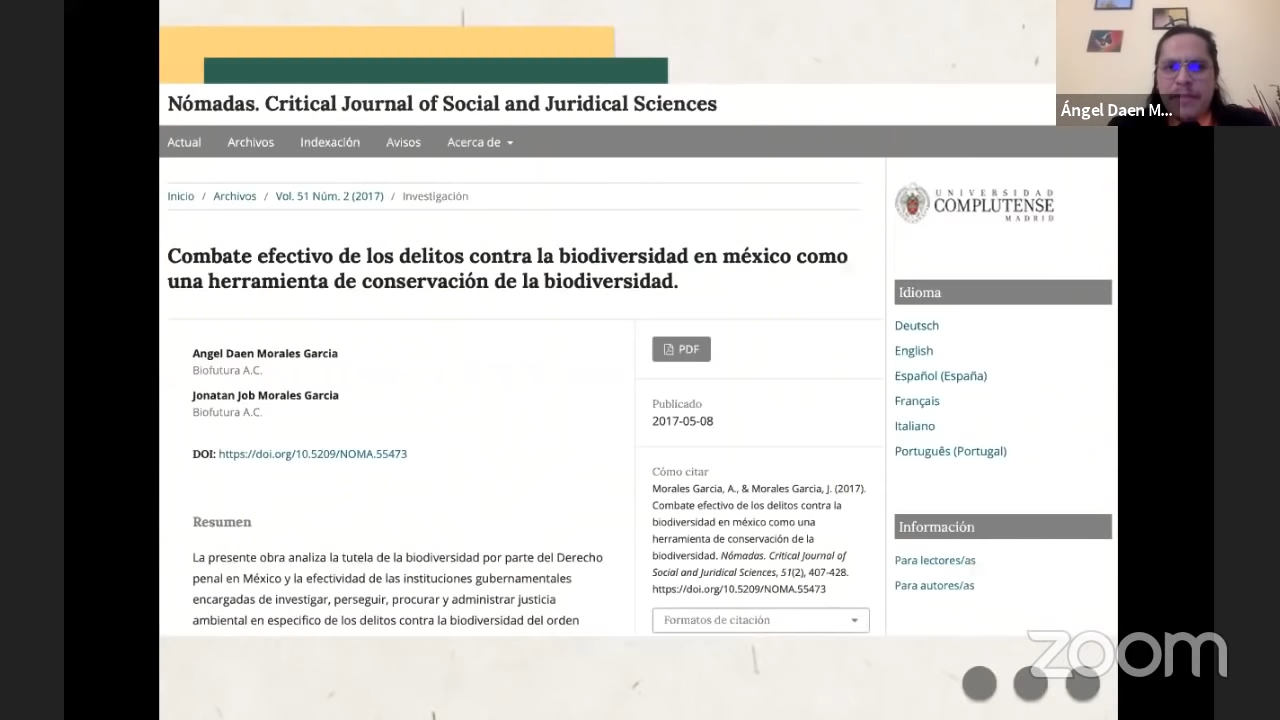 Nómadas. Critical Journal of Social and Juridical Sciences
Actual Archivos Indexación Avisos Acerca de
Inicio / Archivos / Vol. 51 Núm. 2 (2017) / Investigación
Combate efectivo de los delitos contra la biodiversidad en méxico como
una herramienta de conservación de la biodiversidad.
Angel Daen Morales Garcia
Biofutura A.C.
Jonatan Job Morales Garcia
Biofutura A.C.
DOI: https://doi.org/10.5209/NOMA.55473
Resumen
La presente obra analiza la tutela de la biodiversidad por parte del Derecho
penal en México y la efectividad de las instituciones gubernamentales
encargadas de investigar, perseguir, procurar y administrar justicia
ambiental en especifico de los delitos contra la biodiversidad del orden
PDF
Publicado
2017-05-08
Cómo citar
Morales Garcia, A., & Morales Garcia, J. (2017).
Combate efectivo de los delitos contra la
biodiversidad en méxico como una
herramienta de conservación de la
biodiversidad. Nómadas. Critical Journal of
Social and Juridical Sciences, 51(2), 407-428.
https://doi.org/10.5209/NOMA.55473
Formatos de citación
UNIVERSIDAD
COMPLUTENSE
MADRID
Idioma
Deutsch
English
Español (España)
Français
Italiano
Português (Portugal)
Información
Para lectores/as
Para autores/as
Ángel Daen M...
zoom